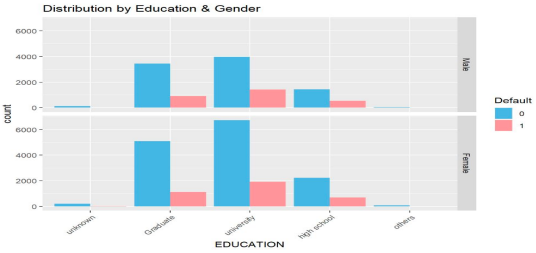 Distribution by Education & Gender
6000
4000
2000
0
Male
6000
4000
2000
0
Female
count
unknown
Graduate
university
high school
others
EDUCATION
Default
0
1